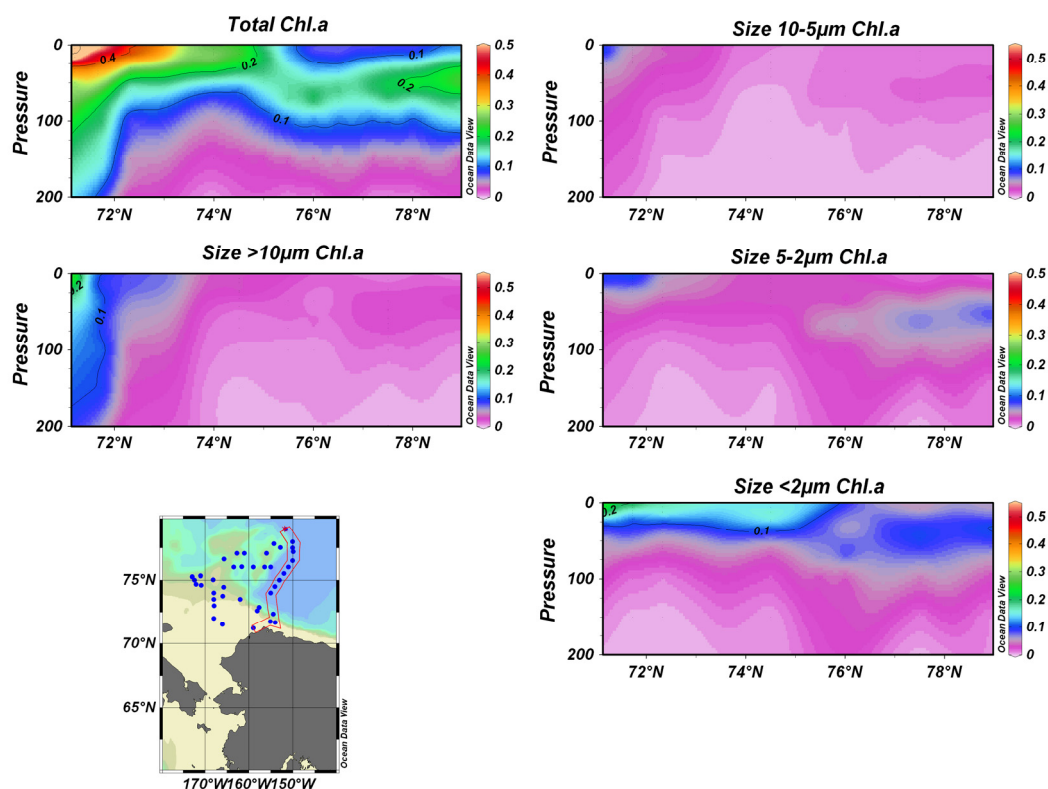 Total Chl.a
Pressure
0
100
200
72°N
74°N
76°N
78°N
0.4
0.2
0.1
0.1
0.2
0.5
0.4
0.3
0.2
0.1
0
Ocean Data View
Size 10-5μm Chl.a
Pressure
0
100
200
72°N
74°N
76°N
78°N
0.5
0.4
0.3
0.2
0.1
0
Ocean Data View
Size >10μm Chl.a
Pressure
0
100
200
72°N
74°N
76°N
78°N
0.2
0.1
0.5
0.4
0.3
0.2
0.1
0
Ocean Data View
Size 5-2μm Chl.a
Pressure
0
100
200
72°N
74°N
76°N
78°N
0.5
0.4
0.3
0.2
0.1
0
Ocean Data View
Size <2μm Chl.a
Pressure
0
100
200
72°N
74°N
76°N
78°N
0.2
0.1
0.5
0.4
0.3
0.2
0.1
0
Ocean Data View
75°N
70°N
65°N
170°W160°W150°W
Ocean Data View